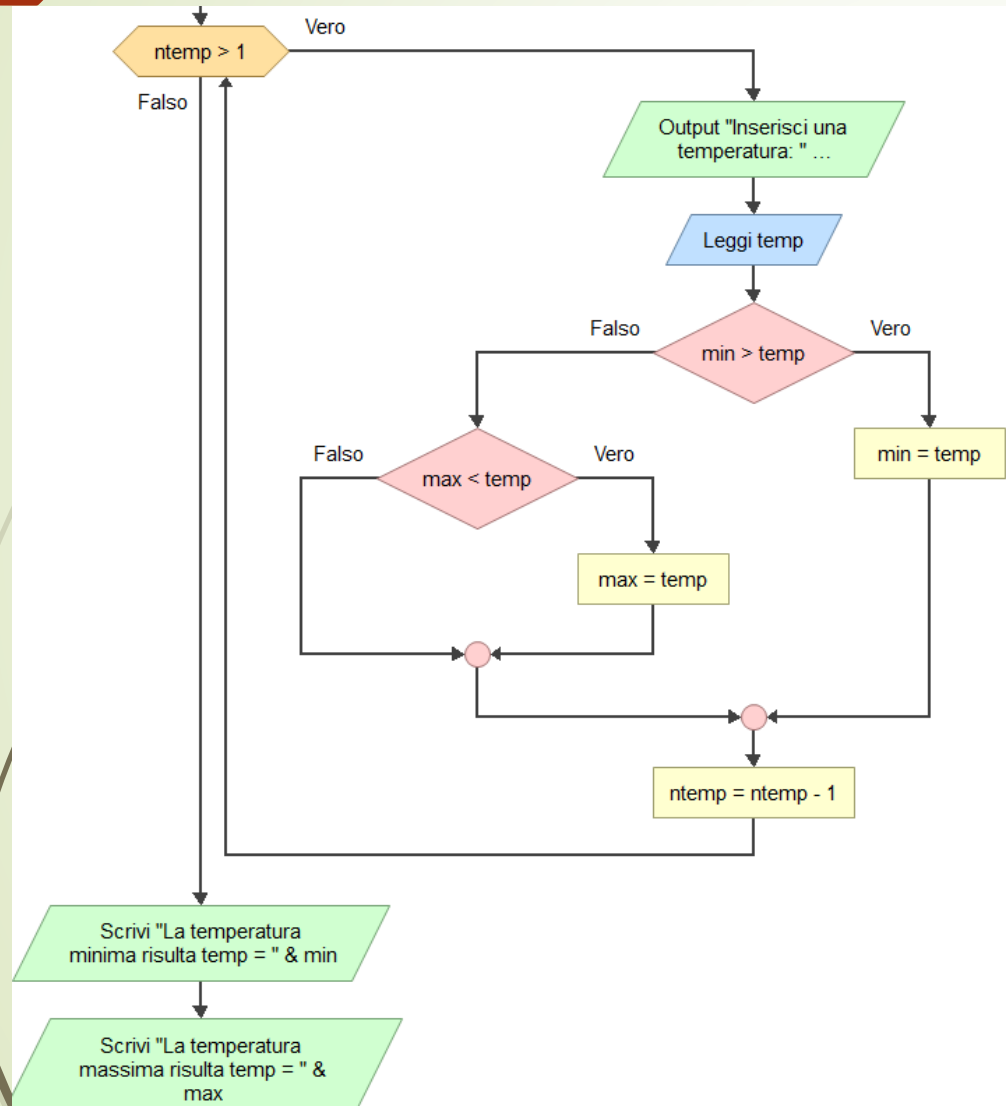 ntemp > 1
Vero
Falso
Output "Inserisci una
temperatura: " ...
Leggi temp
Falso
min > temp
Vero
Falso
max < temp
Vero
min = temp
max = temp
ntemp = ntemp - 1
Scrivi "La temperatura
minima risulta temp = " & min
Scrivi "La temperatura
massima risulta temp = " &
max